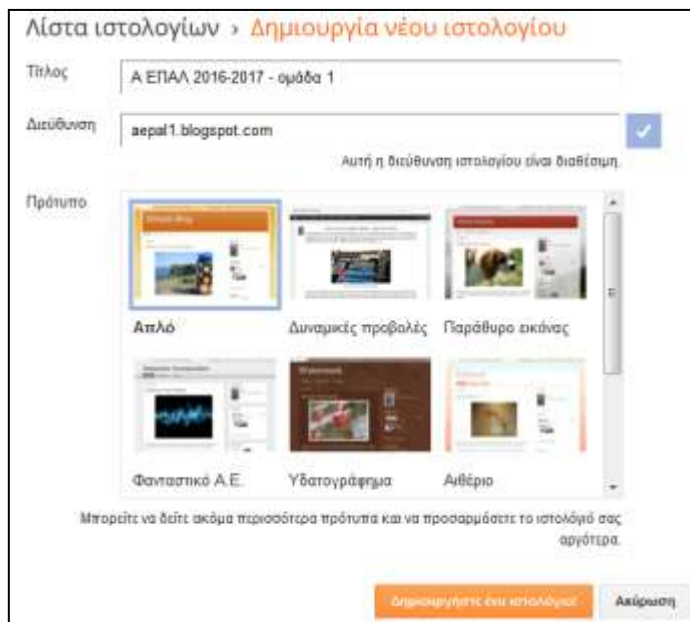 Λίστα ιστολογίων › Δημιουργία νέου ιστολογίου
Τίτλος
Α ΕΠΑΛ 2016-2017 - ομάδα 1
Διεύθυνση
aepal1.blogspot.com
Αυτή η διεύθυνση ιστολογίου είναι διαθέσιμη.
Πρότυπο
Απλό Δυναμικές προβολές Παράθυρο εικόνας
Watermark
Φανταστικό Α.Ε. Υδατογράφημα Αιθέριο
Μπορείτε να δείτε ακόμα περισσότερα πρότυπα και να προσαρμόσετε το ιστολόγιό σας
αργότερα.
Δημιουργήστε ένα ιστολόγιο! Ακύρωση